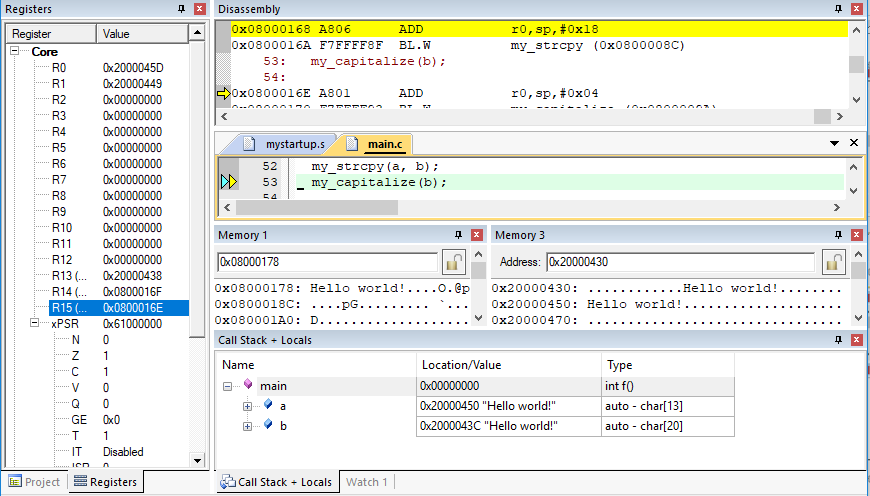 Registers
Register Value
Core
R0 0x2000045D
R1 0x20000449
R2 0x00000000
R3 0x00000000
R4 0x00000000
R5 0x00000000
R6 0x00000000
R7 0x00000000
R8 0x00000000
R9 0x00000000
R10 0x00000000
R11 0x00000000
R12 0x00000000
R13 (... 0x20000438
R14 (... 0x0800016F
R15 (... 0x0800016E
xPSR 0x61000000
N 0
Z 1
C 1
V 0
Q 0
GE 0x0
T 1
IT Disabled
Project Registers
Disassembly
0x08000168 A806 ADD r0,sp,#0x18
0x0800016A F7FFFF8F BL.W my_strcpy (0x0800008C)
53: my_capitalize(b);
54:
0x0800016E A801 ADD r0,sp,#0x04
mystartup.s main.c
52 my_strcpy(a, b);
53 my_capitalize(b);
54
Memory 1
0x08000178
0x08000178: Hello world!....O.@p
0x0800018C: ....pG......... `...
0x080001A0: D...................
Memory 3
Address: 0x20000430
0x20000430: ............Hello world!........
0x20000450: Hello world!....................
0x20000470: ................................
Call Stack + Locals
Name Location/Value Type
main 0x00000000 int f()
a 0x20000450 "Hello world!" auto - char[13]
b 0x2000043C "Hello world!" auto - char[20]
Call Stack + Locals Watch 1